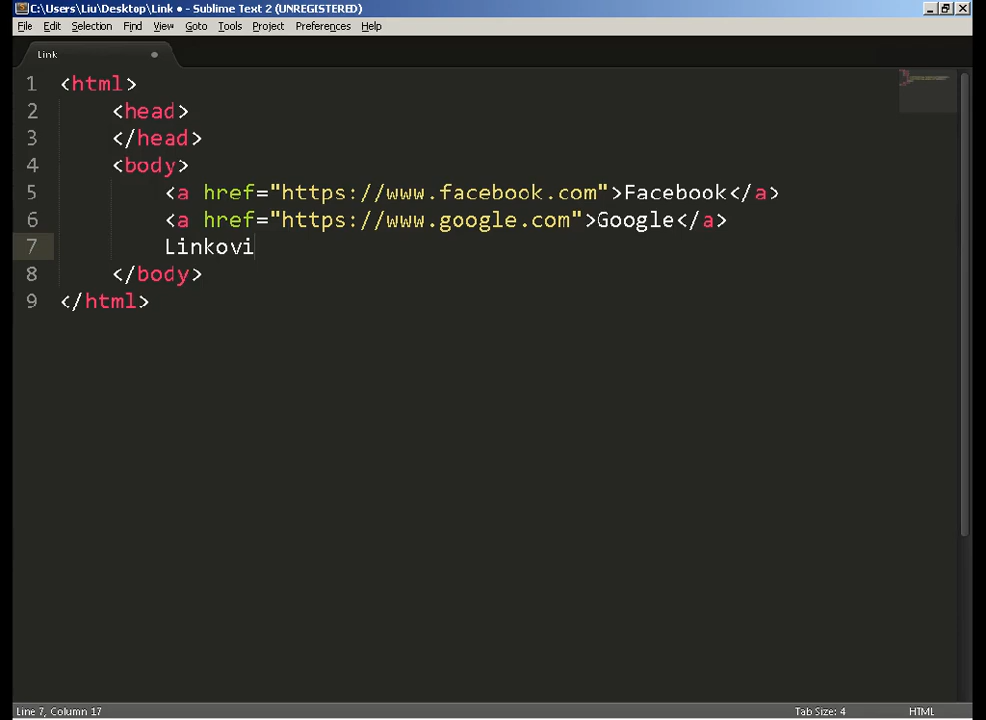 C:\Users\Liu\Desktop\Link • - Sublime Text 2 (UNREGISTERED)
File Edit Selection Find View Goto Tools Project Preferences Help
Link
1 <html>
2 <head>
3 </head>
4 <body>
5 <a href="https://www.facebook.com">Facebook</a>
6 <a href="https://www.google.com">Google</a>
7 Linkovi
8 </body>
9 </html>
Line 7, Column 17 Tab Size: 4 HTML